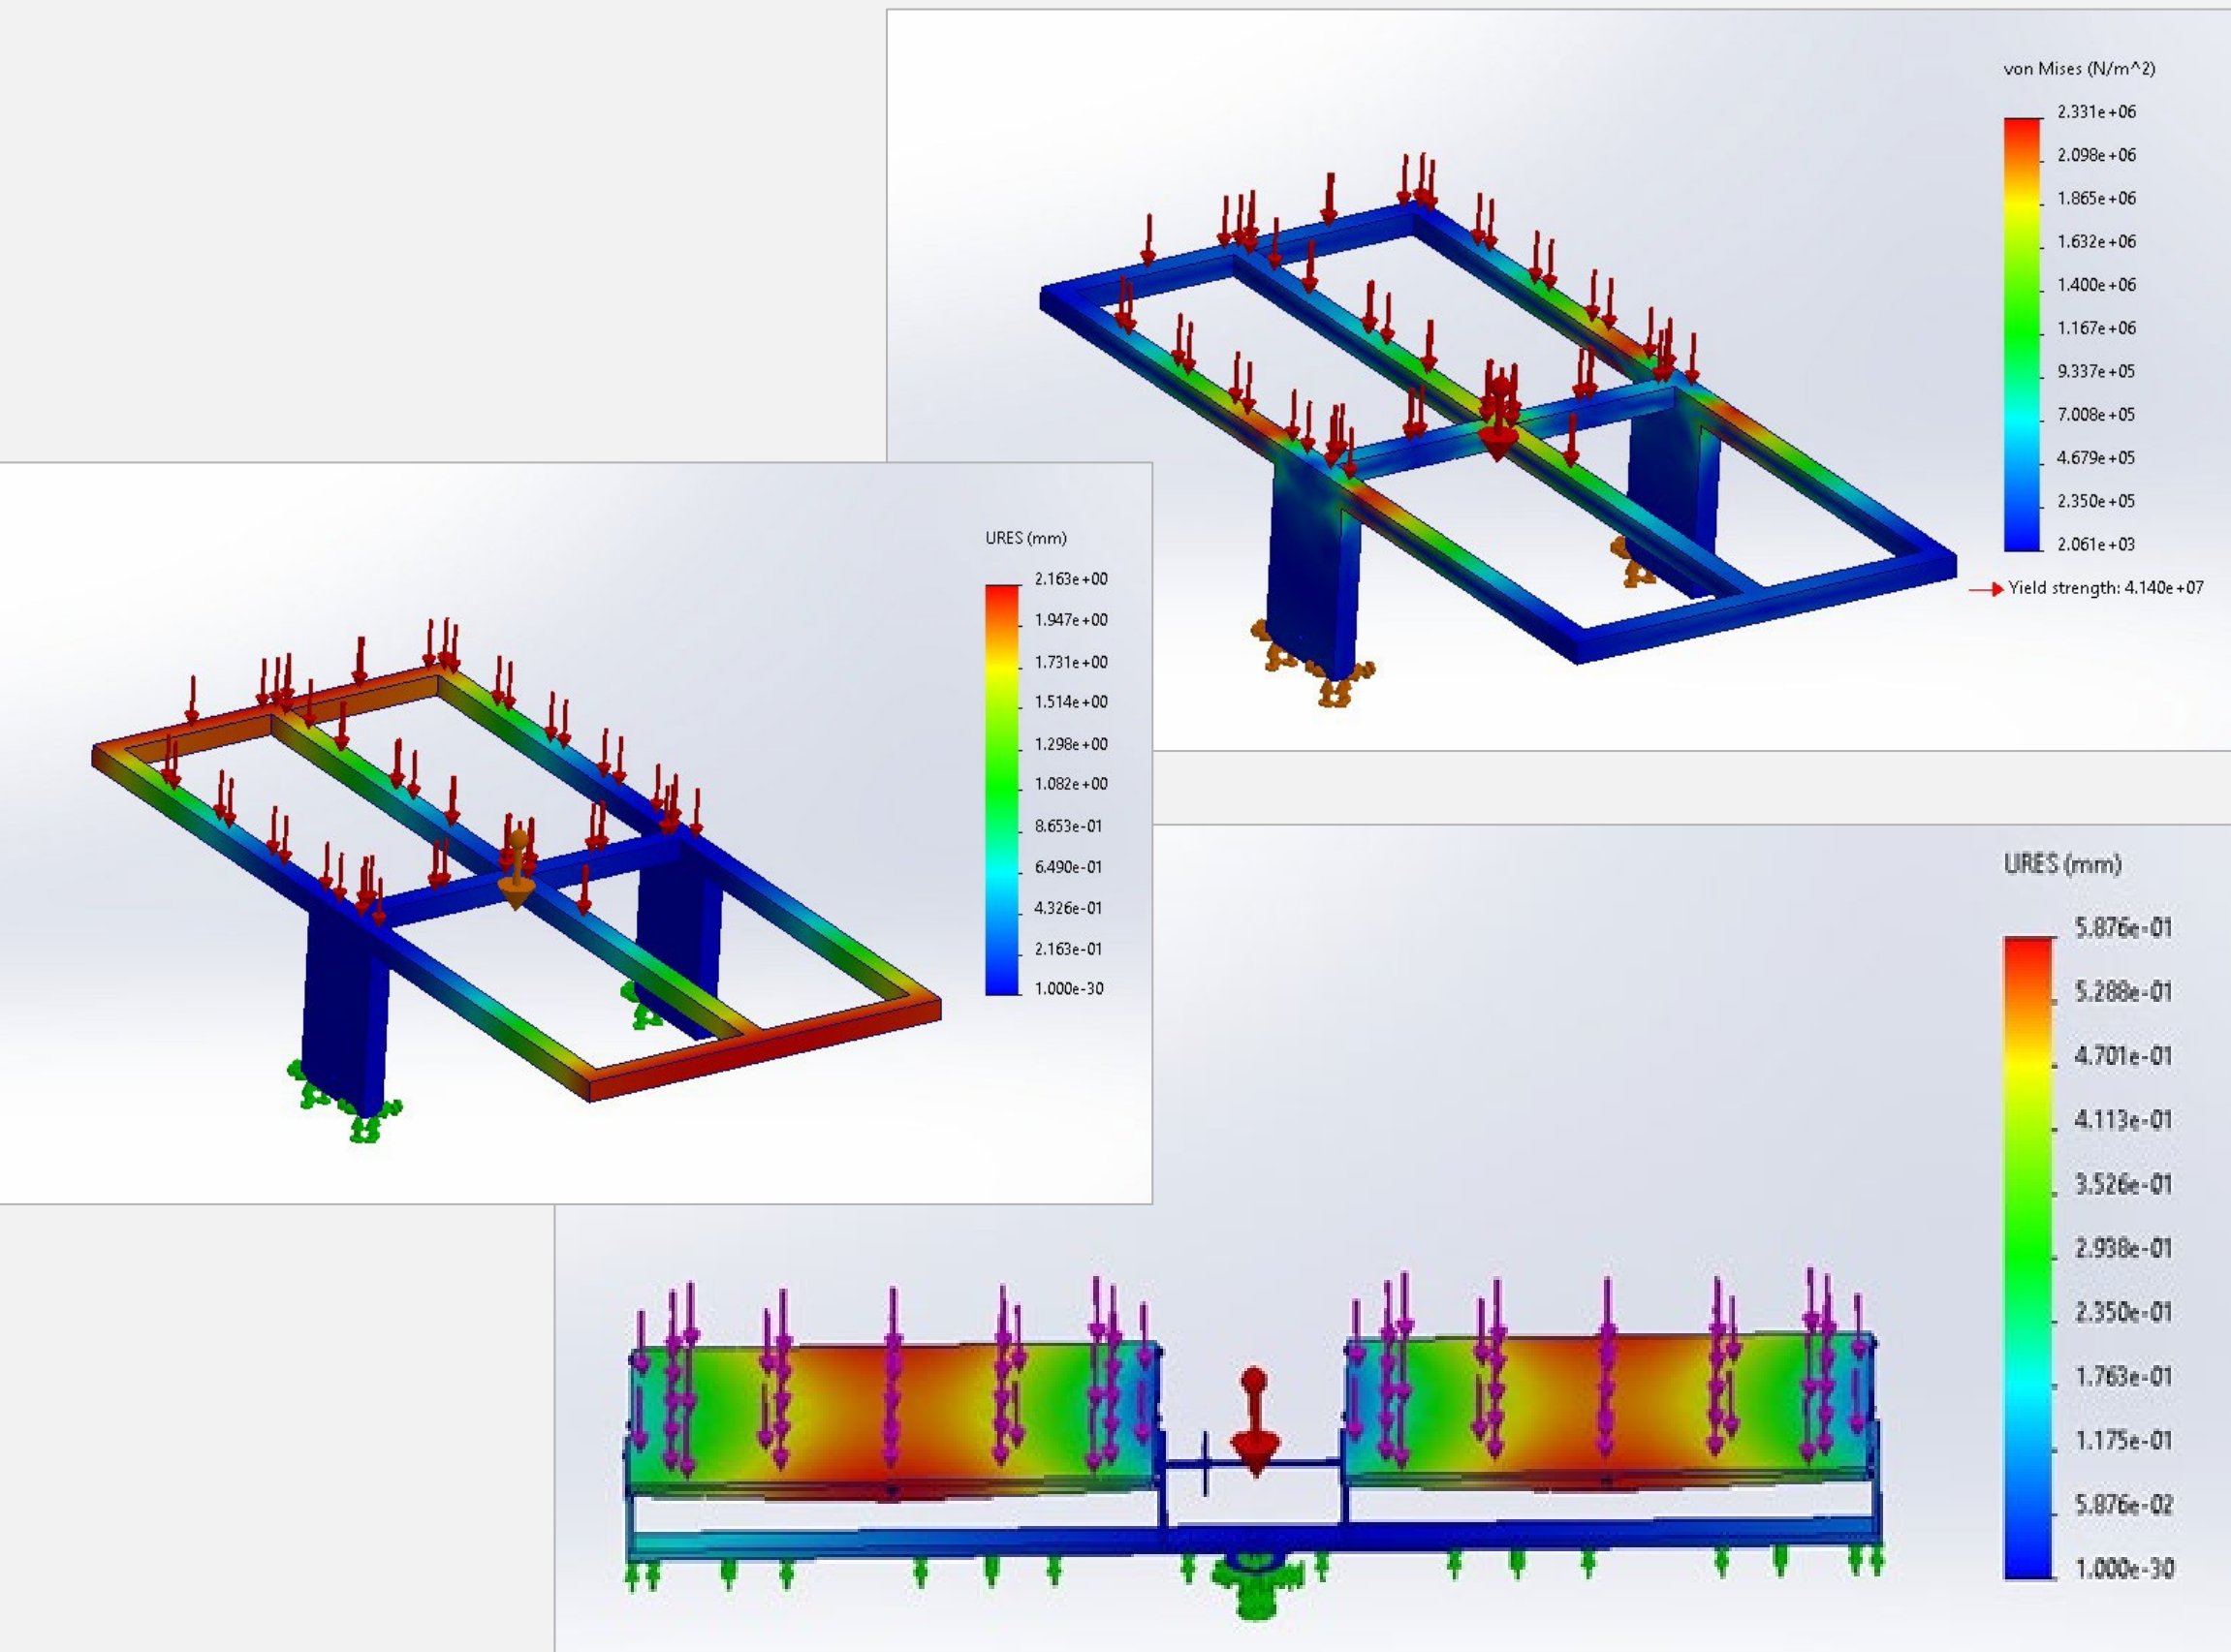 von Mises (N/m^2)
2.331e+06
2.098e+06
1.865e+06
1.632e+06
1.400e+06
1.167e+06
9.337e+05
7.008e+05
4.679e+05
2.350e+05
2.061e+03
Yield strength: 4.140e+07
URES (mm)
2.163e+00
1.947e+00
1.731e+00
1.514e+00
1.298e+00
1.082e+00
8.653e-01
6.490e-01
4.326e-01
2.163e-01
1.000e-30
URES (mm)
5.876e-01
5.288e-01
4.701e-01
4.113e-01
3.526e-01
2.938e-01
2.350e-01
1.763e-01
1.175e-01
5.876e-02
1.000e-30